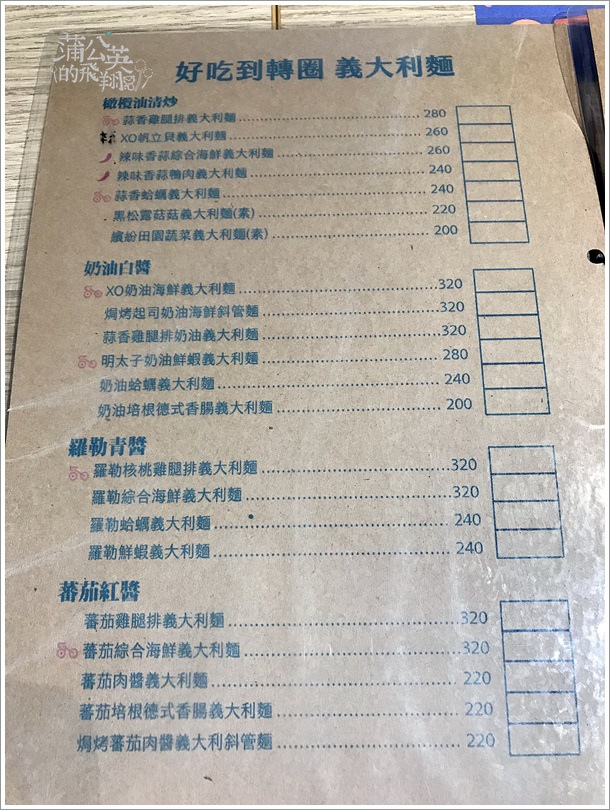 蒲公英
的飛翔
好吃到轉圈 義大利麵
橄欖油清炒
蒜香雞腿排義大利麵 280
XO帆立貝義大利麵 260
辣味香蒜綜合海鮮義大利麵 260
辣味香蒜鴨肉義大利麵 240
蒜香蛤蠣義大利麵 240
黑松露菇菇義大利麵(素) 220
繽紛田園蔬菜義大利麵(素) 200
奶油白醬
XO奶油海鮮義大利麵 320
焗烤起司奶油海鮮斜管麵 320
蒜香雞腿排奶油義大利麵 320
明太子奶油鮮蝦義大利麵 280
奶油蛤蠣義大利麵 240
奶油培根德式香腸義大利麵 200
羅勒青醬
羅勒核桃雞腿排義大利麵 320
羅勒綜合海鮮義大利麵 320
羅勒蛤蠣義大利麵 240
羅勒鮮蝦義大利麵 240
蕃茄紅醬
蕃茄雞腿排義大利麵 320
蕃茄綜合海鮮義大利麵 320
蕃茄肉醬義大利麵 220
蕃茄培根德式香腸義大利麵 220
焗烤蕃茄肉醬義大利斜管麵 220